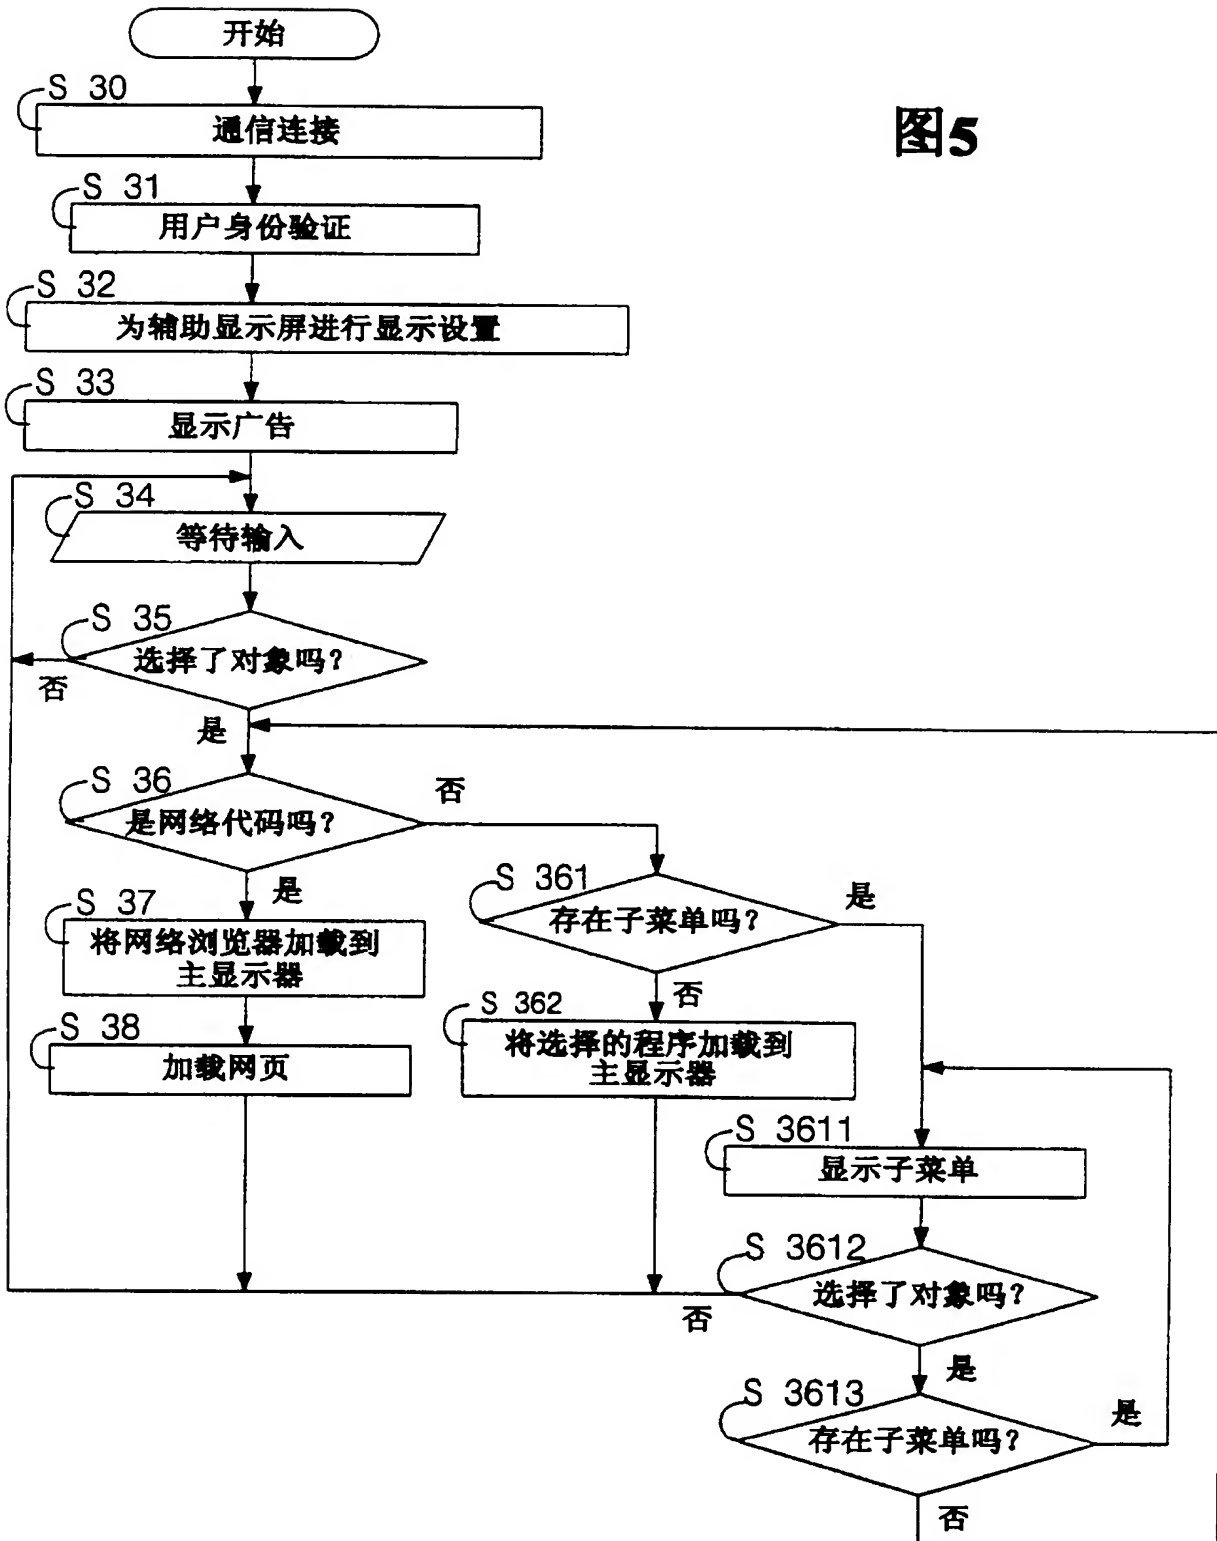 开始
图5
S 30
通信连接
S 31
用户身份验证
S 32
为辅助显示屏进行显示设置
S 33
显示广告
S 34
等待输入
S 35
选择了对象吗?
否
是
S 36
是网络代码吗?
否
是
S 37
将网络浏览器加载到
主显示器
S 38
加载网页
S 361
存在子菜单吗?
是
否
S 362
将选择的程序加载到
主显示器
S 3611
显示子菜单
S 3612
选择了对象吗?
否
是
S 3613
存在子菜单吗?
是
否